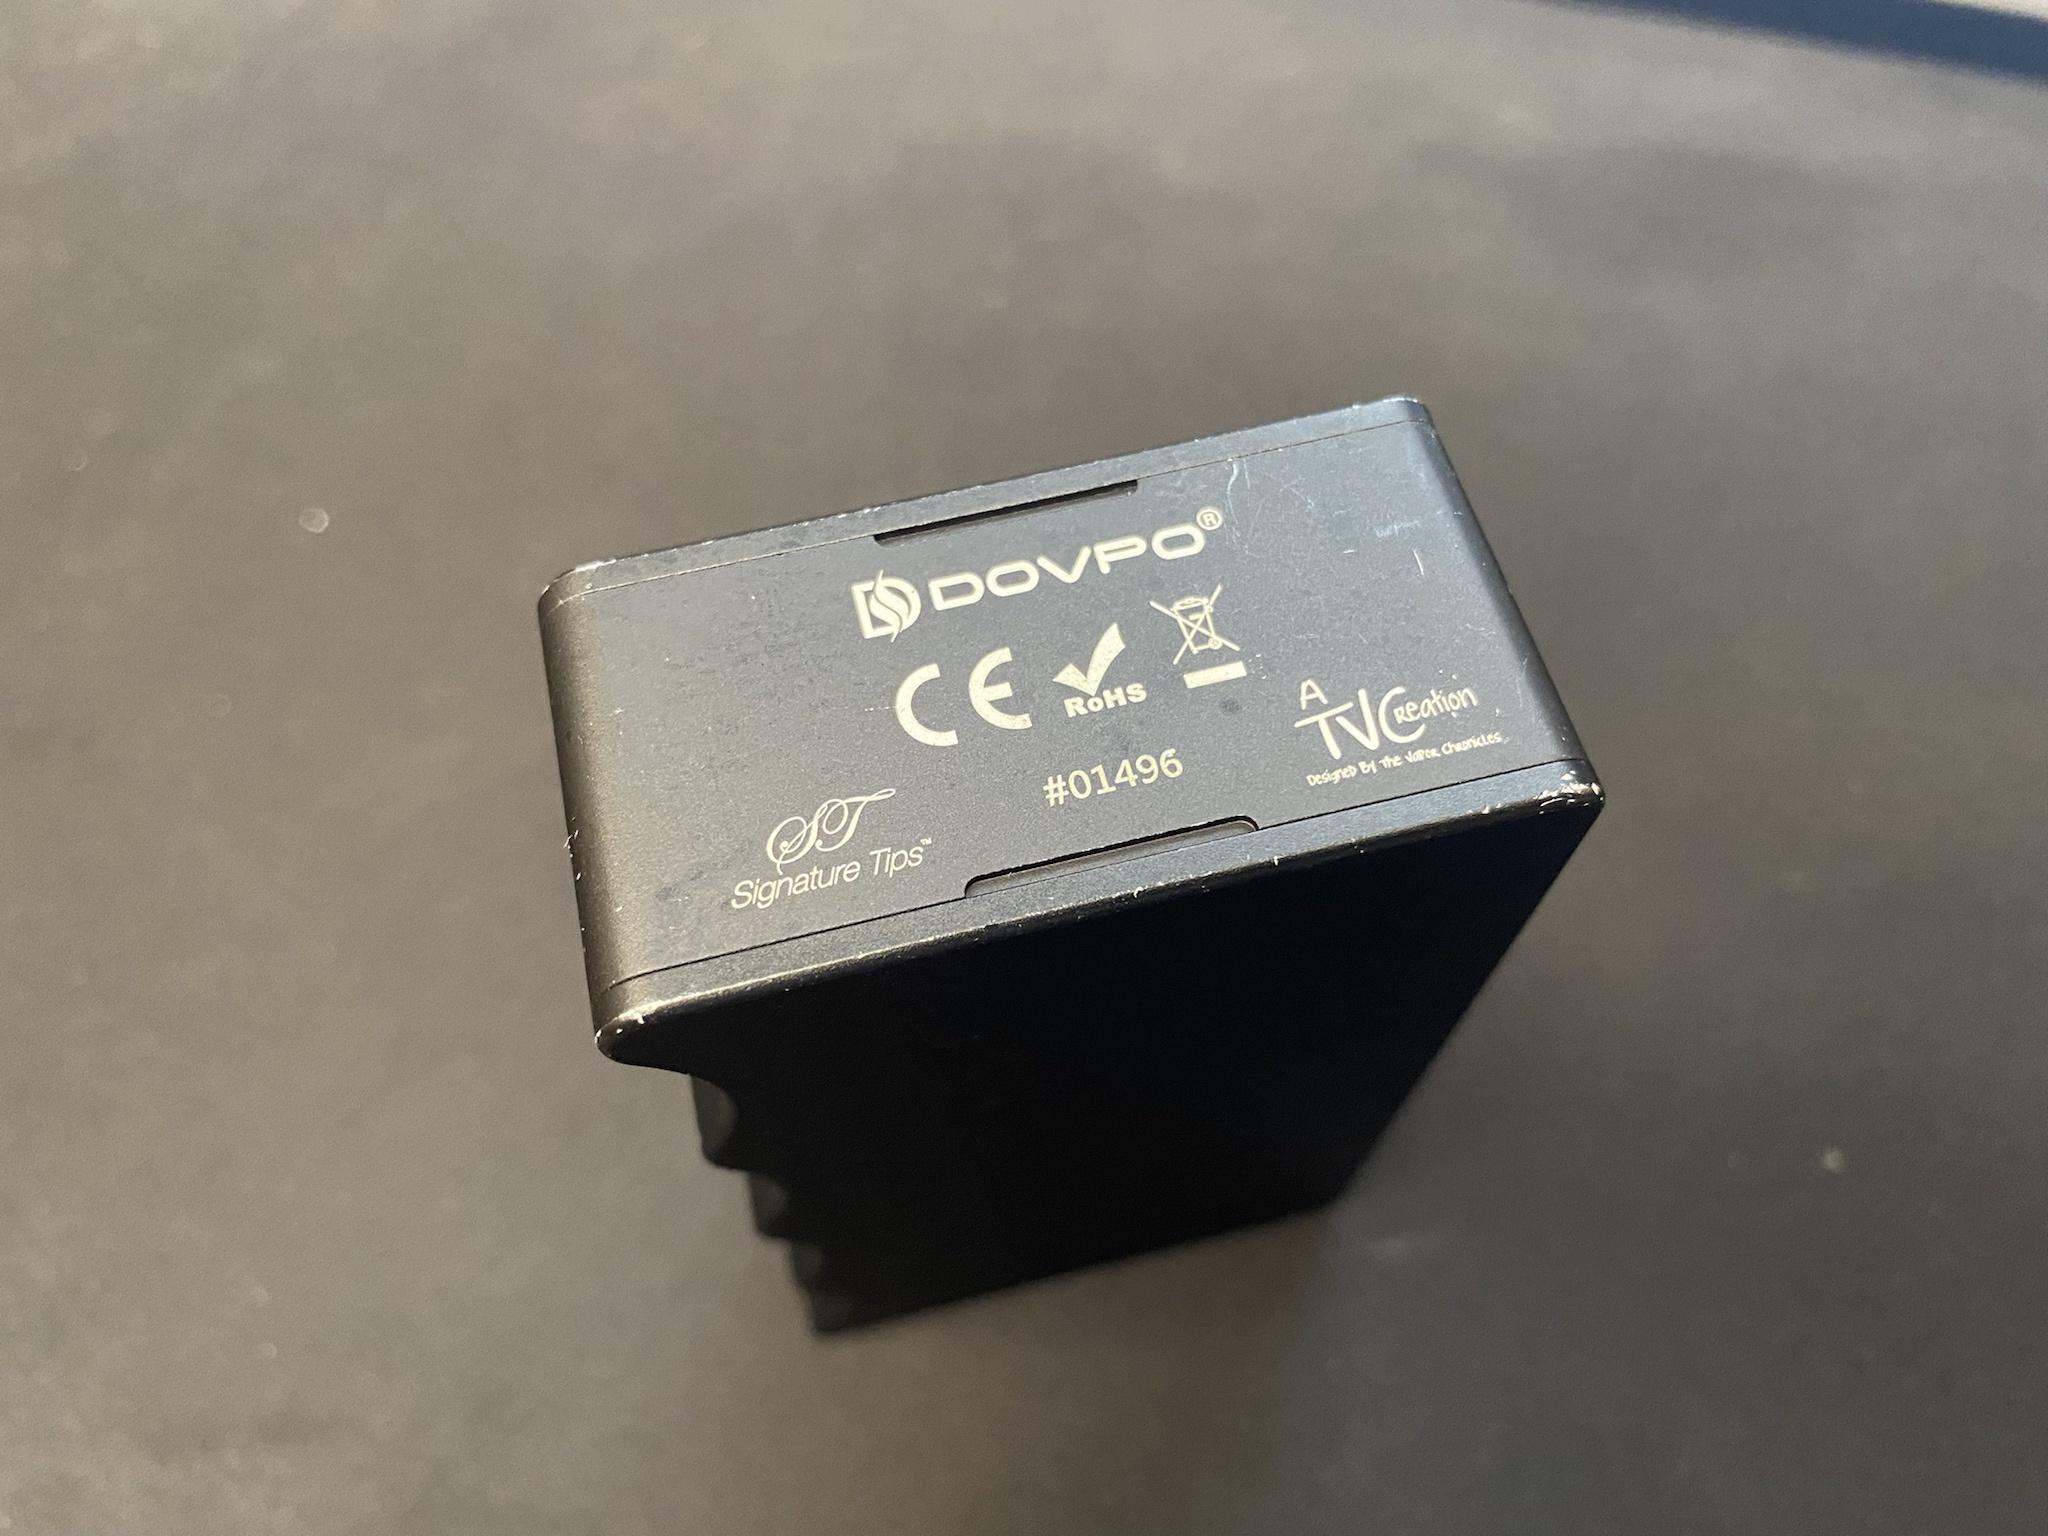 DOVPO®
CE
RoHS
A
TVCreation
Designed By The Vapor Chronicles
#01496
ST
Signature Tips™